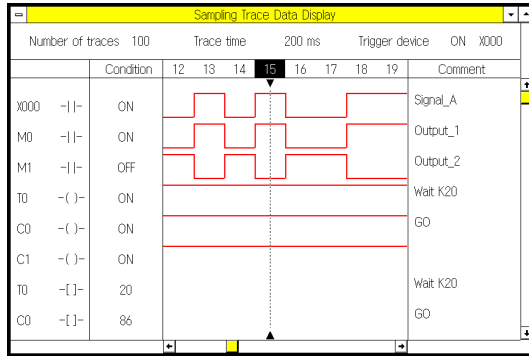 Sampling Trace Data Display
Number of traces 100 Trace time 200 ms Trigger device ON X000
Condition 12 13 14 15 16 17 18 19 Comment
X000 -||- ON Signal_A
M0 -||- ON Output_1
M1 -||- OFF Output_2
T0 -( )- ON Wait K20
C0 -( )- ON GO
C1 -( )- ON
T0 -[ ]- 20 Wait K20
C0 -[ ]- 86 GO